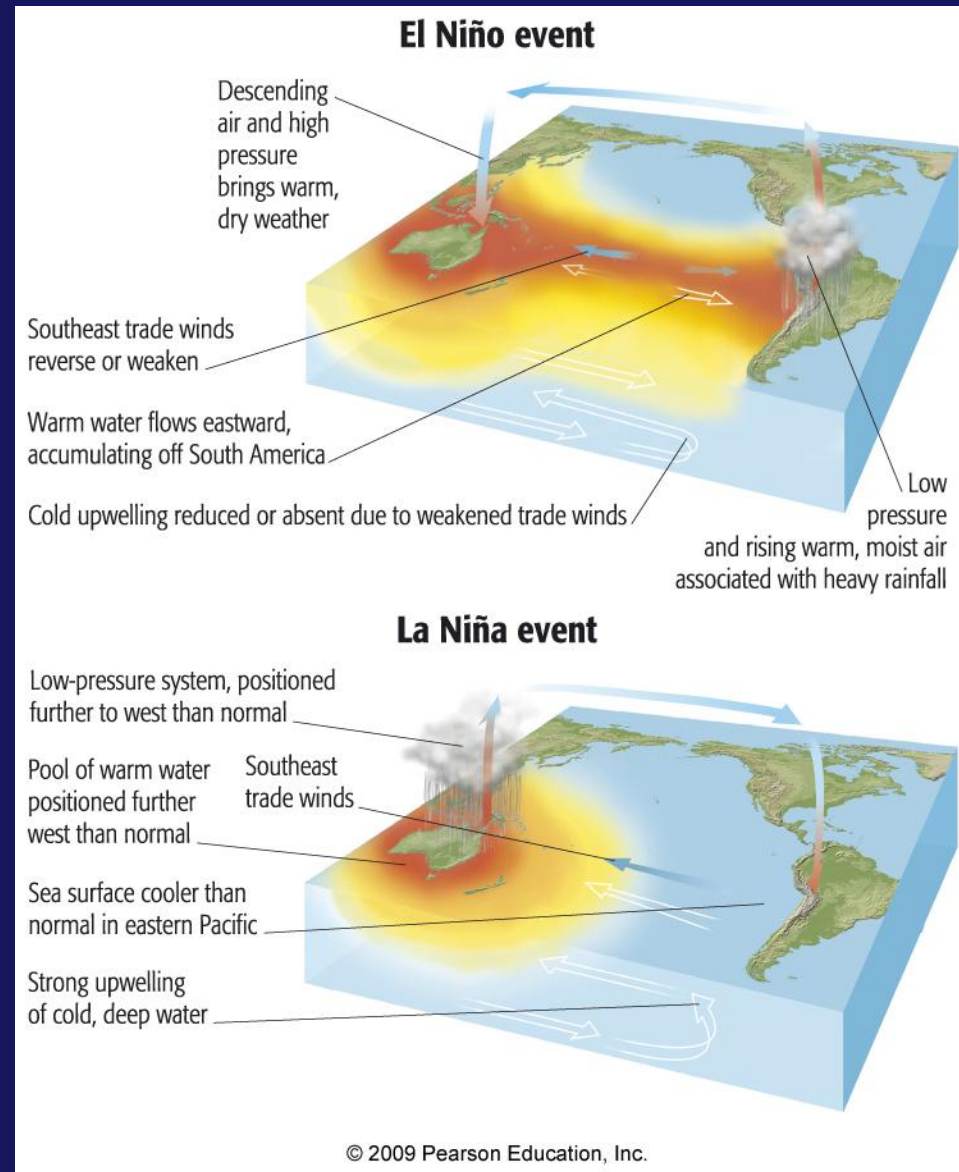 El Niño event
Descending
air and high
pressure
brings warm,
dry weather
Southeast trade winds
reverse or weaken
Warm water flows eastward,
accumulating off South America
Cold upwelling reduced or absent due to weakened trade winds
Low
pressure
and rising warm, moist air
associated with heavy rainfall
La Niña event
Low-pressure system, positioned
further to west than normal
Pool of warm water
positioned further
west than normal
Southeast
trade winds
Sea surface cooler than
normal in eastern Pacific
Strong upwelling
of cold, deep water
© 2009 Pearson Education, Inc.